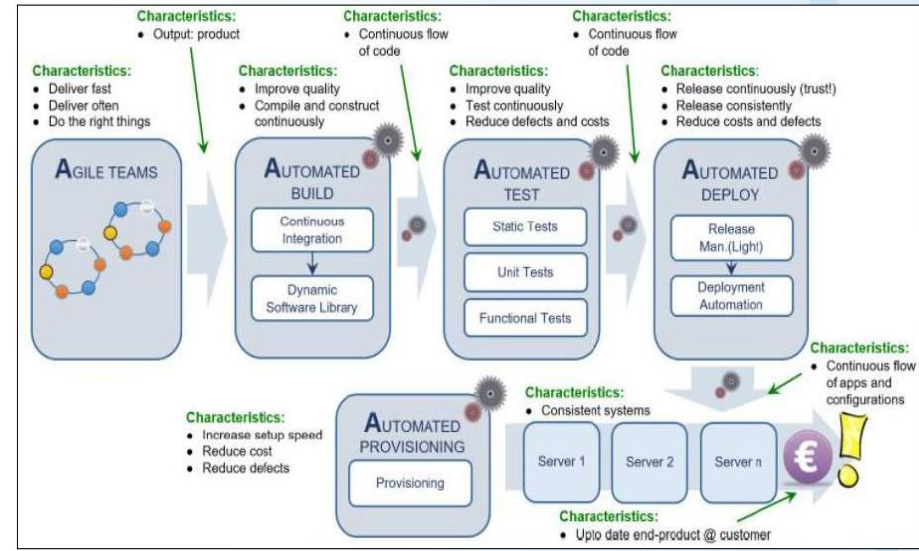 Characteristics:
• Output: product
Characteristics:
• Continuous flow
of code
Characteristics:
• Continuous flow
of code
Characteristics:
• Deliver fast
• Deliver often
• Do the right things
Characteristics:
• Improve quality
• Compile and construct
continuously
Characteristics:
• Improve quality
• Test continuously
• Reduce defects and costs
Characteristics:
• Release continuously (trust!)
• Release consistently
• Reduce costs and defects
AGILE TEAMS
AUTOMATED
BUILD
Continuous
Integration
Dynamic
Software Library
AUTOMATED
TEST
Static Tests
Unit Tests
Functional Tests
AUTOMATED
DEPLOY
Release
Man.(Light)
Deployment
Automation
Characteristics:
• Continuous flow
of apps and
configurations
Characteristics:
• Increase setup speed
• Reduce cost
• Reduce defects
AUTOMATED
PROVISIONING
Provisioning
Characteristics:
• Consistent systems
Server 1
Server 2
Server n
€
!
Characteristics:
• Upto date end-product @ customer